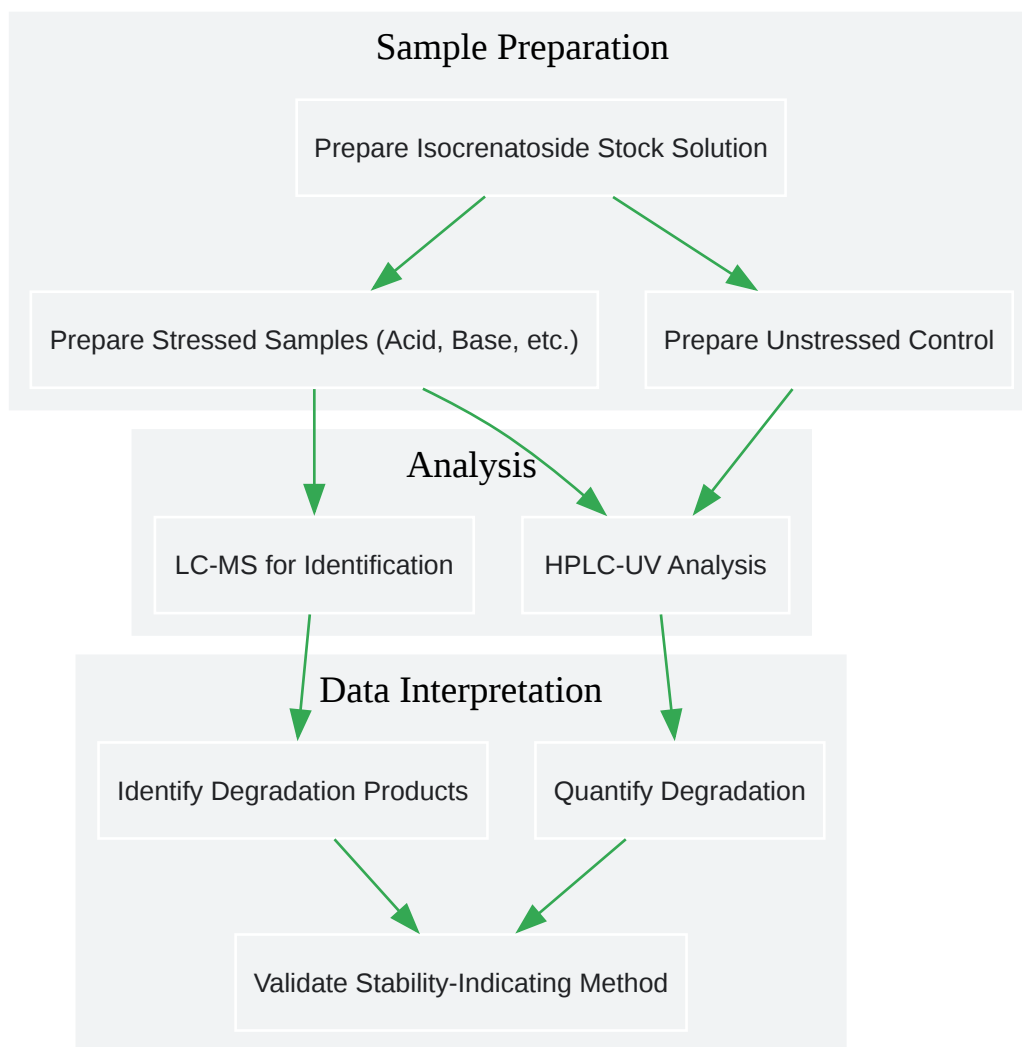 Sample Preparation
Prepare Isocrenatoside Stock Solution
Prepare Stressed Samples (Acid, Base, etc.)
Prepare Unstressed Control
Analysis
LC-MS for Identification
HPLC-UV Analysis
Data Interpretation
Identify Degradation Products
Quantify Degradation
Validate Stability-Indicating Method